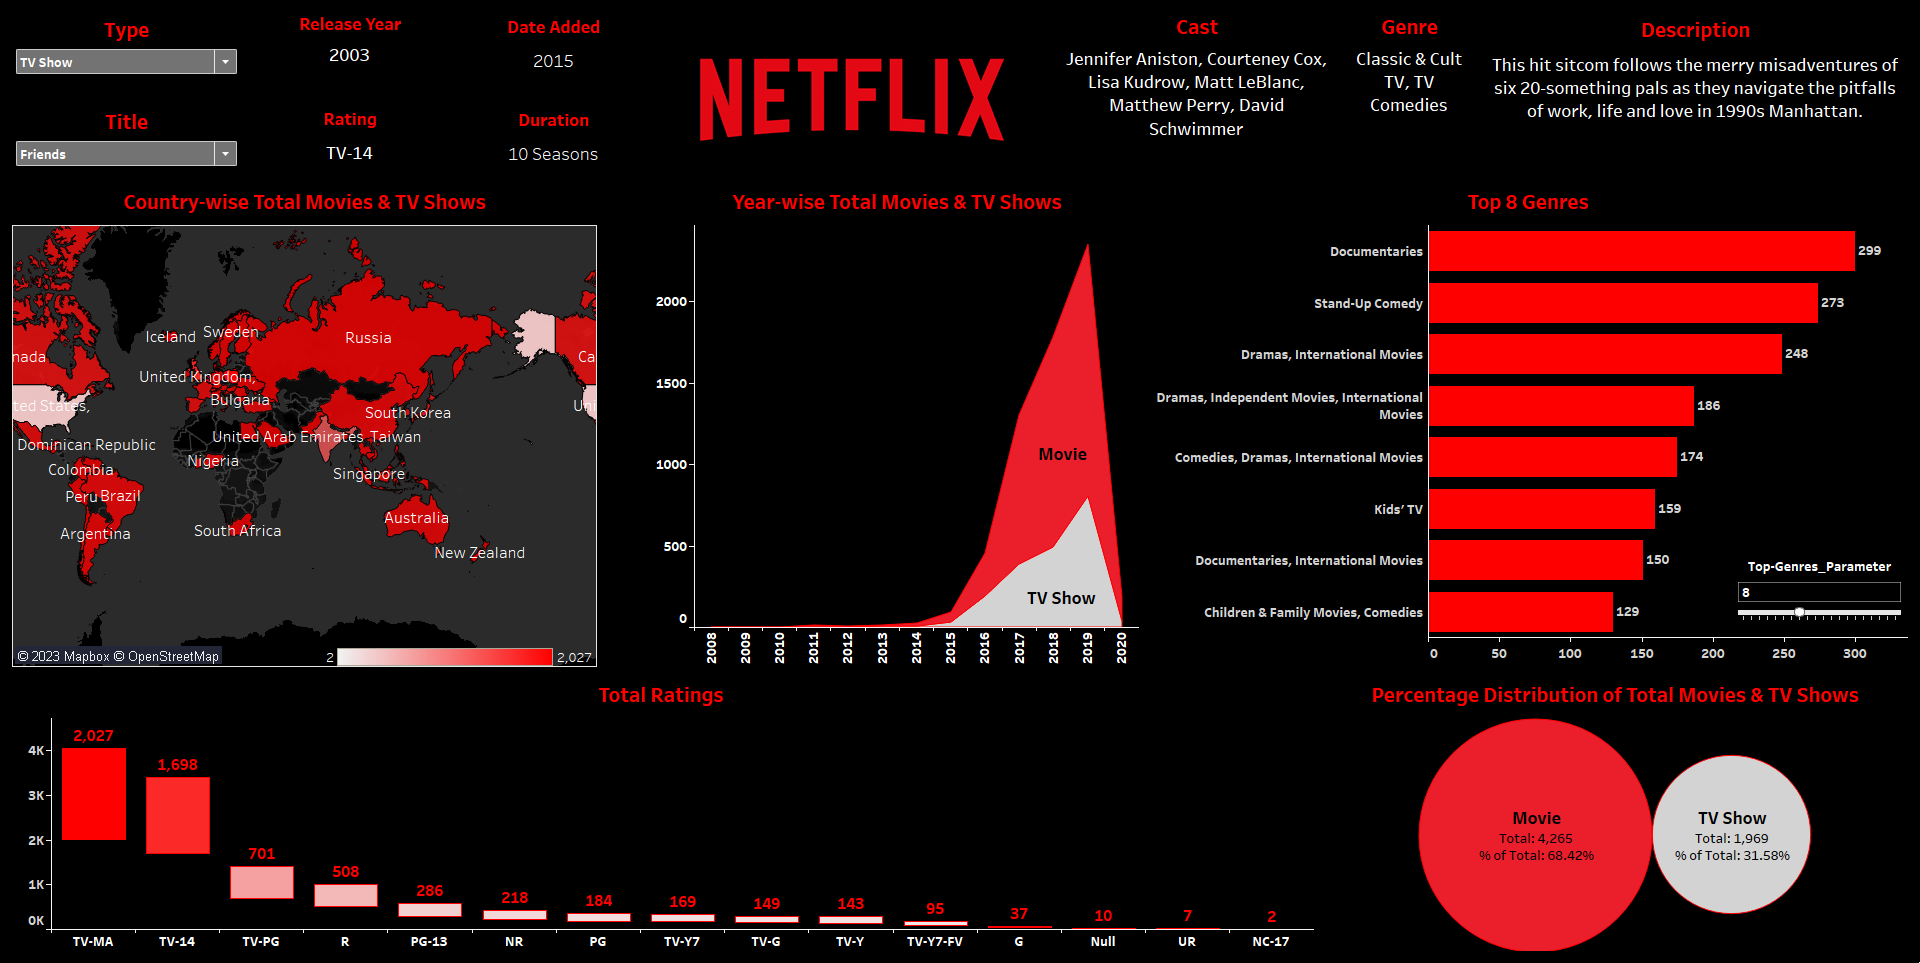 Type
TV Show
Release Year
2003
Date Added
2015
Title
Friends
Rating
TV-14
Duration
10 Seasons
NETFLIX
Cast
Jennifer Aniston, Courteney Cox,
Lisa Kudrow, Matt LeBlanc,
Matthew Perry, David
Schwimmer
Genre
Classic & Cult
TV, TV
Comedies
Description
This hit sitcom follows the merry misadventures of
six 20-something pals as they navigate the pitfalls
of work, life and love in 1990s Manhattan.
Country-wise Total Movies & TV Shows
Iceland
Sweden
Russia
nada
Ca
United Kingdom,
Bulgaria
ted States,
South Korea
Uni
United Arab Emirates
Taiwan
Dominican Republic
Nigeria
Colombia
Singapore
Peru
Brazil
Australia
Argentina
South Africa
New Zealand
© 2023 Mapbox © OpenStreetMap
2
2,027
Year-wise Total Movies & TV Shows
2000
1500
1000
500
0
Movie
TV Show
2008
2009
2010
2011
2012
2013
2014
2015
2016
2017
2018
2019
2020
Top 8 Genres
Documentaries
299
Stand-Up Comedy
273
Dramas, International Movies
248
Dramas, Independent Movies, International
Movies
186
Comedies, Dramas, International Movies
174
Kids' TV
159
Documentaries, International Movies
150
Children & Family Movies, Comedies
129
0
50
100
150
200
250
300
Top-Genres_Parameter
8
Total Ratings
4K
3K
2K
1K
0K
2,027
1,698
701
508
286
218
184
169
149
143
95
37
10
7
2
TV-MA
TV-14
TV-PG
R
PG-13
NR
PG
TV-Y7
TV-G
TV-Y
TV-Y7-FV
G
Null
UR
NC-17
Percentage Distribution of Total Movies & TV Shows
Movie
Total: 4,265
% of Total: 68.42%
TV Show
Total: 1,969
% of Total: 31.58%